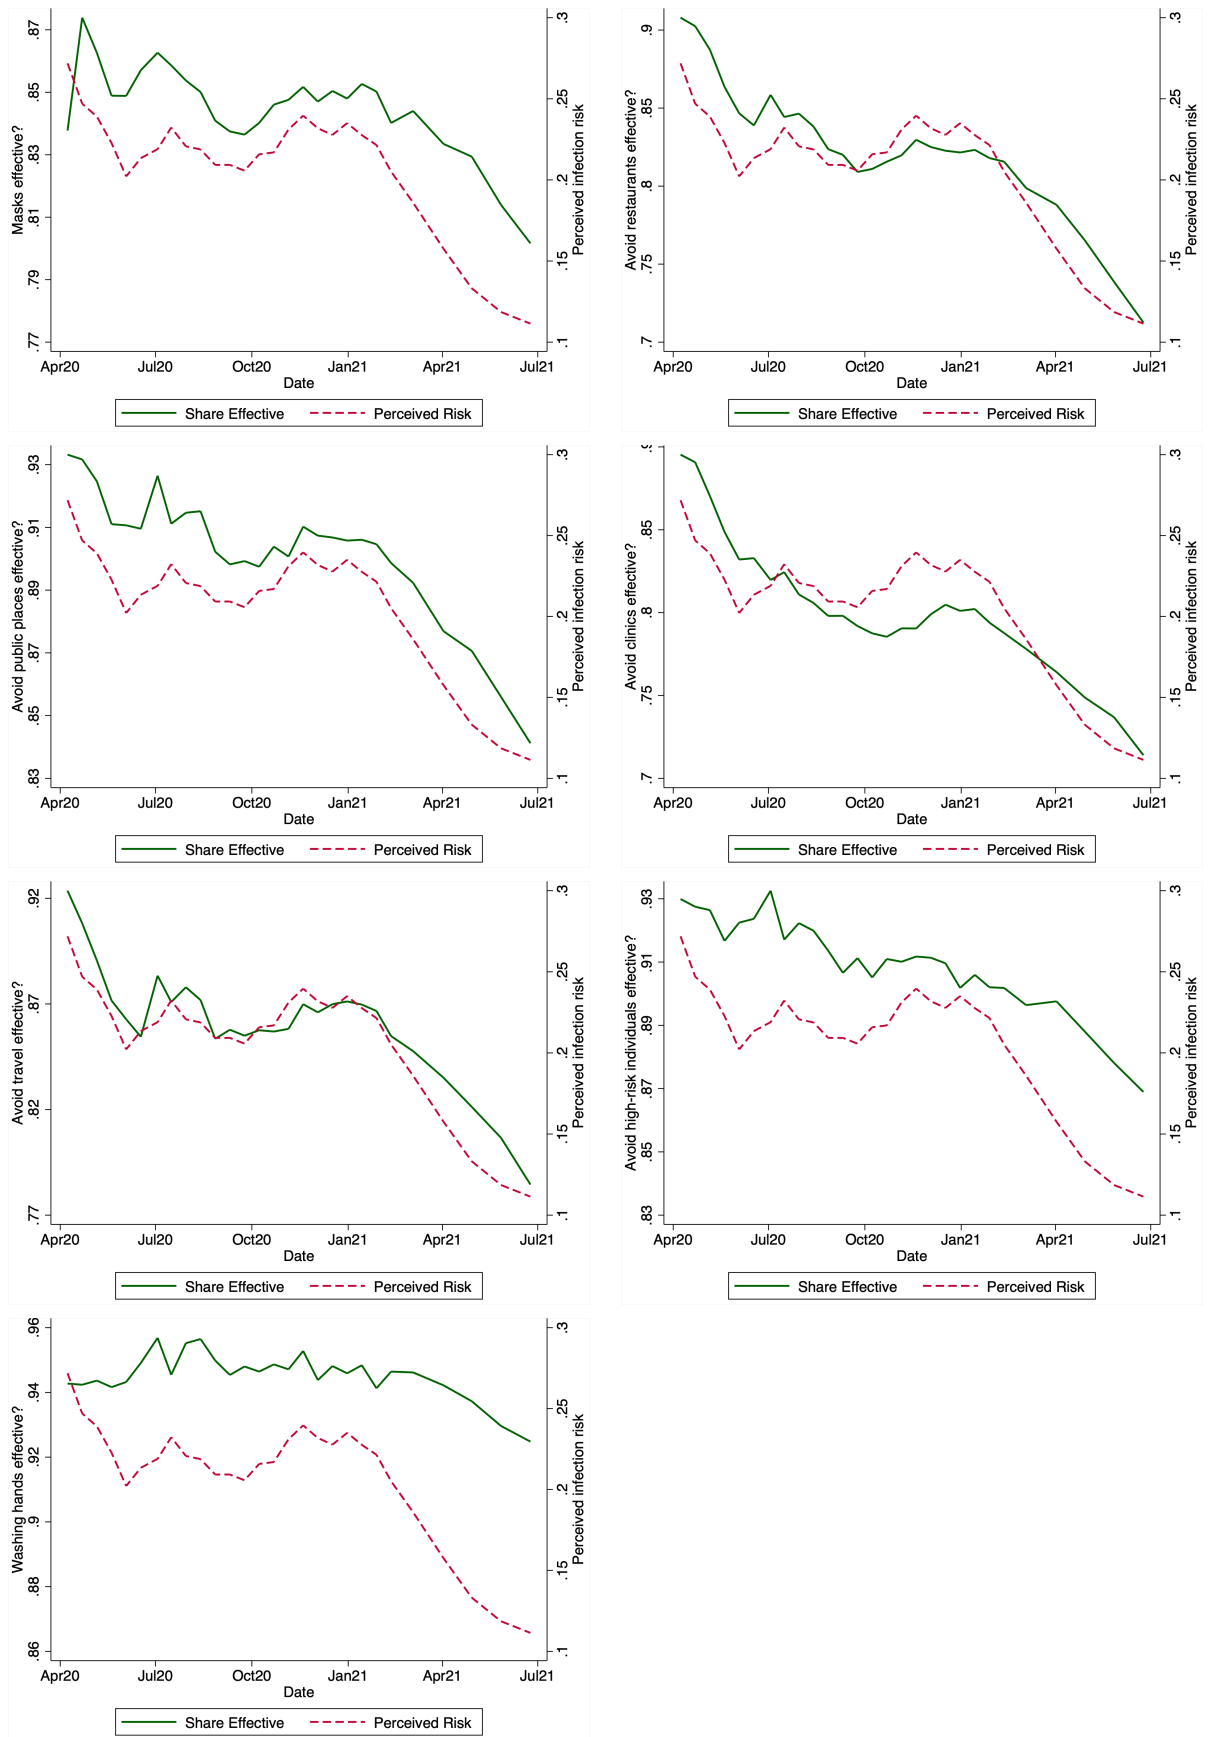 Masks effective?
.77 .79 .81 .83 .85 .87
Perceived infection risk
.1 .15 .2 .25 .3
Apr20 Jul20 Oct20 Jan21 Apr21 Jul21
Date
Share Effective Perceived Risk
Avoid restaurants effective?
.7 .75 .8 .85 .9
Perceived infection risk
.1 .15 .2 .25 .3
Apr20 Jul20 Oct20 Jan21 Apr21 Jul21
Date
Share Effective Perceived Risk
Avoid public places effective?
.83 .85 .87 .89 .91 .93
Perceived infection risk
.1 .15 .2 .25 .3
Apr20 Jul20 Oct20 Jan21 Apr21 Jul21
Date
Share Effective Perceived Risk
Avoid clinics effective?
.7 .75 .8 .85
Perceived infection risk
.1 .15 .2 .25 .3
Apr20 Jul20 Oct20 Jan21 Apr21 Jul21
Date
Share Effective Perceived Risk
Avoid travel effective?
.77 .82 .87 .92
Perceived infection risk
.1 .15 .2 .25 .3
Apr20 Jul20 Oct20 Jan21 Apr21 Jul21
Date
Share Effective Perceived Risk
Avoid high-risk individuals effective?
.83 .85 .87 .89 .91 .93
Perceived infection risk
.1 .15 .2 .25 .3
Apr20 Jul20 Oct20 Jan21 Apr21 Jul21
Date
Share Effective Perceived Risk
Washing hands effective?
.86 .88 .9 .92 .94 .96
Perceived infection risk
.1 .15 .2 .25 .3
Apr20 Jul20 Oct20 Jan21 Apr21 Jul21
Date
Share Effective Perceived Risk